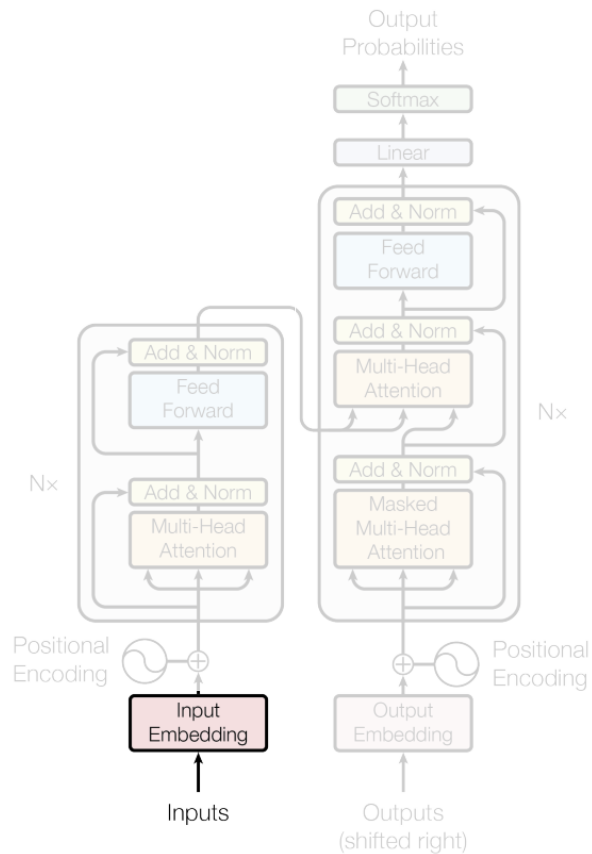 Output
Probabilities
Softmax
Linear
Add & Norm
Feed
Forward
Add & Norm
Multi-Head
Attention
Nx
Add & Norm
Masked
Multi-Head
Attention
Add & Norm
Feed
Forward
Nx
Add & Norm
Multi-Head
Attention
Positional
Encoding
Positional
Encoding
Input
Embedding
Output
Embedding
Inputs
Outputs
(shifted right)